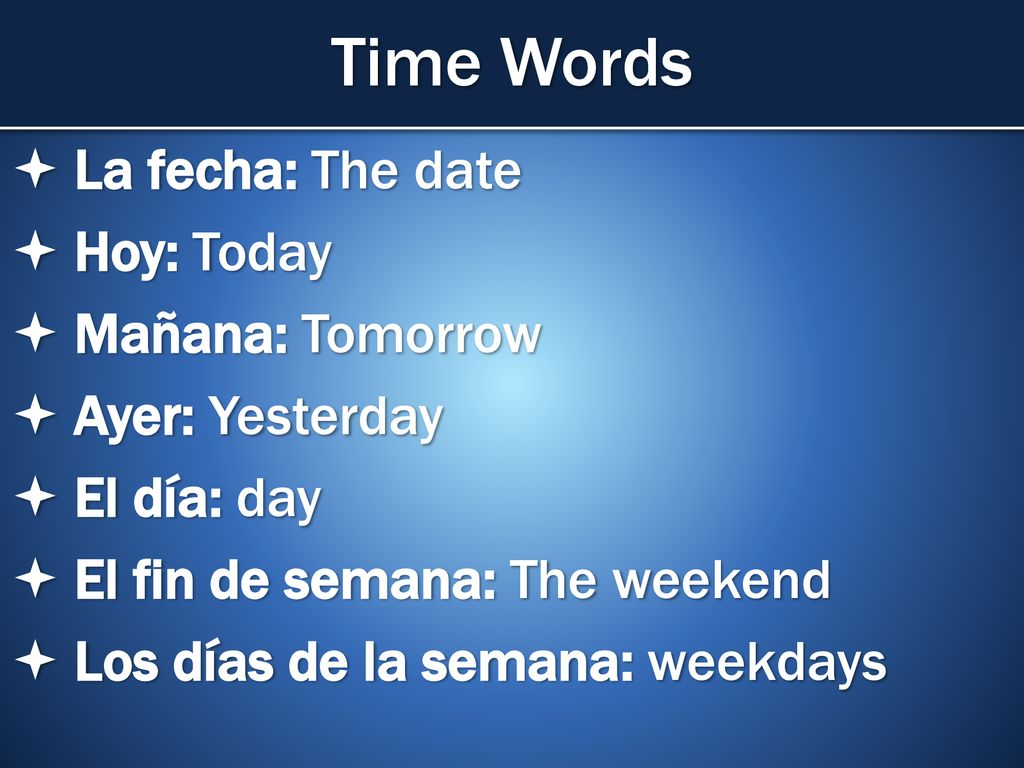 Time Words
La fecha: The date
Hoy: Today
Mañana: Tomorrow
Ayer: Yesterday
El día: day
El fin de semana: The weekend
Los días de la semana: weekdays